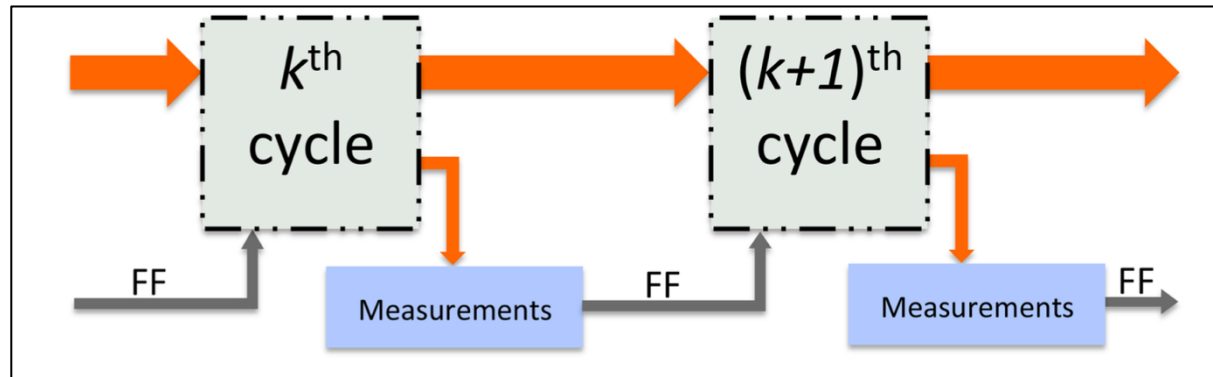 kth
cycle
(k+1)th
cycle
FF
Measurements
FF
Measurements
FF